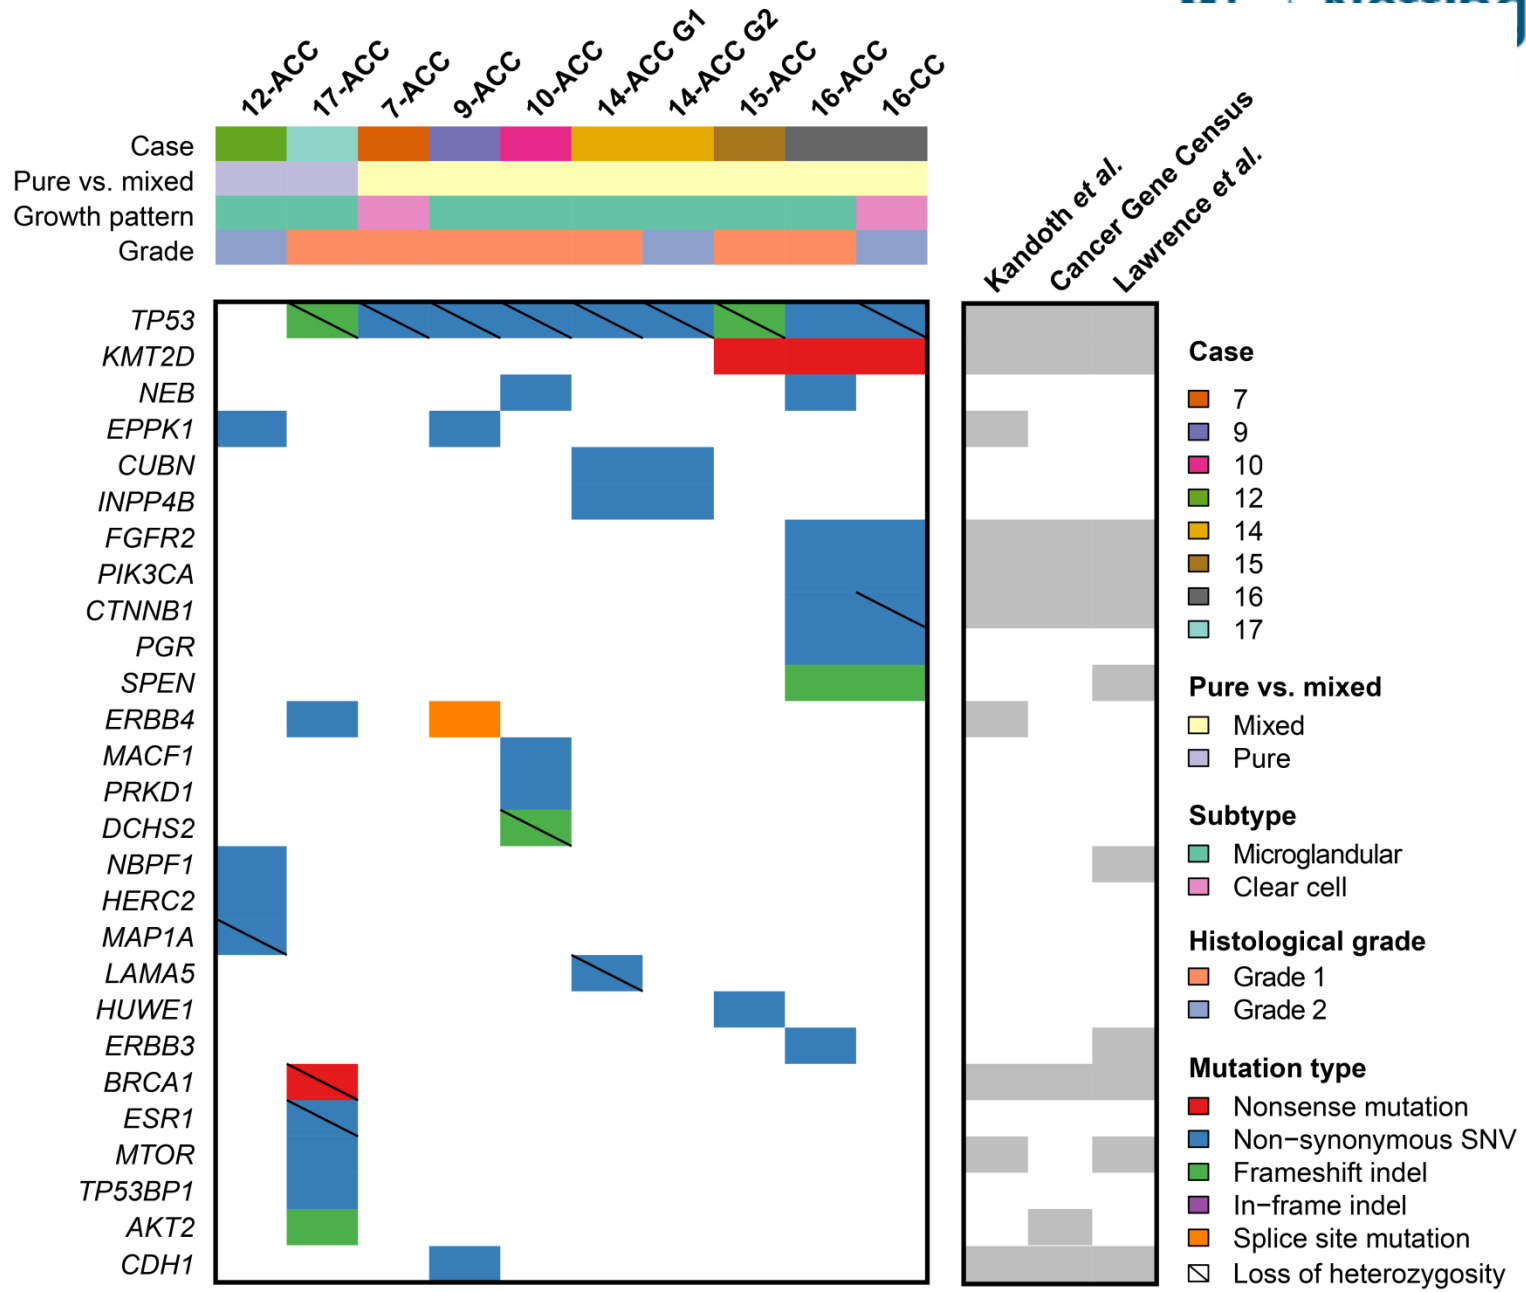 12-ACC
17-ACC
7-ACC
9-ACC
10-ACC
14-ACC G1
14-ACC G2
15-ACC
16-ACC
16-CC
Case
Pure vs. mixed
Growth pattern
Grade
Kandoth et al.
Cancer Gene Census
Lawrence et al.
TP53
KMT2D
NEB
EPPK1
CUBN
INPP4B
FGFR2
PIK3CA
CTNNB1
PGR
SPEN
ERBB4
MACF1
PRKD1
DCHS2
NBPF1
HERC2
MAP1A
LAMA5
HUWE1
ERBB3
BRCA1
ESR1
MTOR
TP53BP1
AKT2
CDH1
Case
7
9
10
12
14
15
16
17
Pure vs. mixed
Mixed
Pure
Subtype
Microglandular
Clear cell
Histological grade
Grade 1
Grade 2
Mutation type
Nonsense mutation
Non−synonymous SNV
Frameshift indel
In−frame indel
Splice site mutation
Loss of heterozygosity